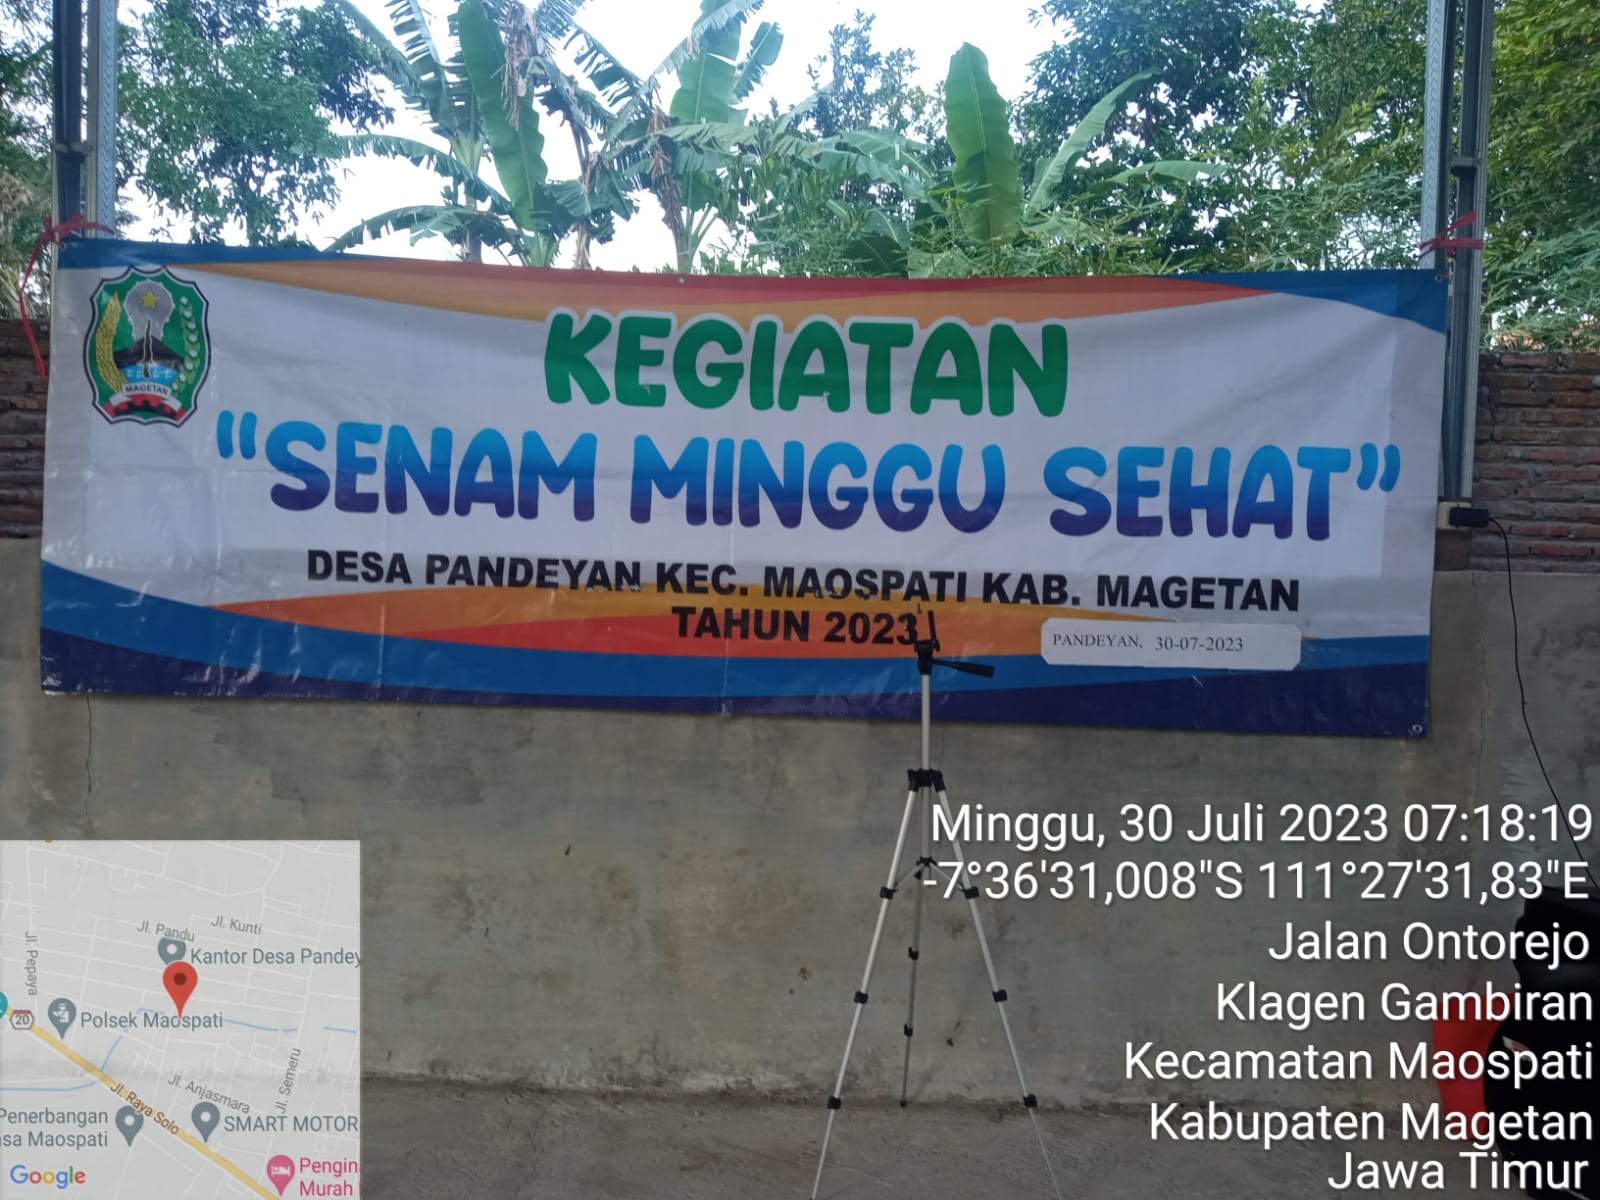 MAGETAN
KEGIATAN
"SENAM MINGGU SEHAT"
DESA PANDEYAN KEC. MAOSPATI KAB. MAGETAN
TAHUN 2023
PANDEYAN, 30-07-2023
Minggu, 30 Juli 2023 07:18:19
-7°36'31,008"S 111°27'31,83"E
Jalan Ontorejo
Klagen Gambiran
Kecamatan Maospati
Kabupaten Magetan
Jawa Timur
Jl. Kunti
Jl. Pandu
Kantor Desa Pandey
Jl. Pepaya
20
Polsek Maospati
Jl. Semeru
Jl. Anjasmara
Jl. Raya Solo
Penerbangan
asa Maospati
SMART MOTOR
Pengin
Murah
Google